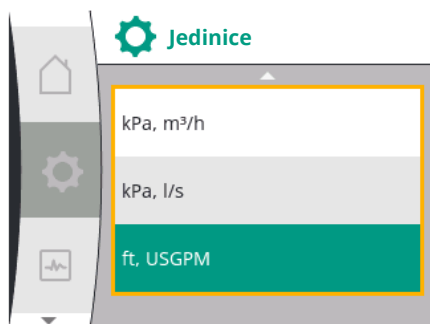 Jedinice
kPa, m³/h
kPa, l/s
ft, USGPM